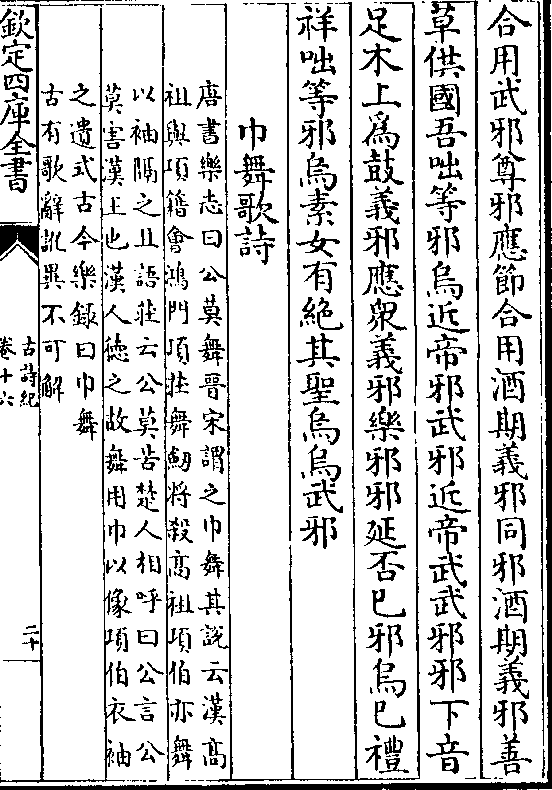 合用武邪尊邪應節合用酒期義邪同邪酒期義邪善
草供國吾咄等邪烏近帝邪武邪近帝武武邪邪下音
足木上為鼓義邪應眾義邪樂邪邪延否已邪烏已禮
祥咄等邪烏素女有絕其聖烏烏武邪
巾舞歌詩
唐書樂志曰公莫舞晉宋謂之巾舞其說云漢高
祖與項籍會鴻門項莊舞劒將殺高祖項伯亦舞
以袖隔之且語莊云公莫苦楚人相呼曰公言公
莫害漢王也漢人德之故舞用巾以像項伯衣袖
之遺式古今樂錄曰巾舞
古有歌辭訛異不可解
欽定四庫全書
古詩紀
卷十六
二十